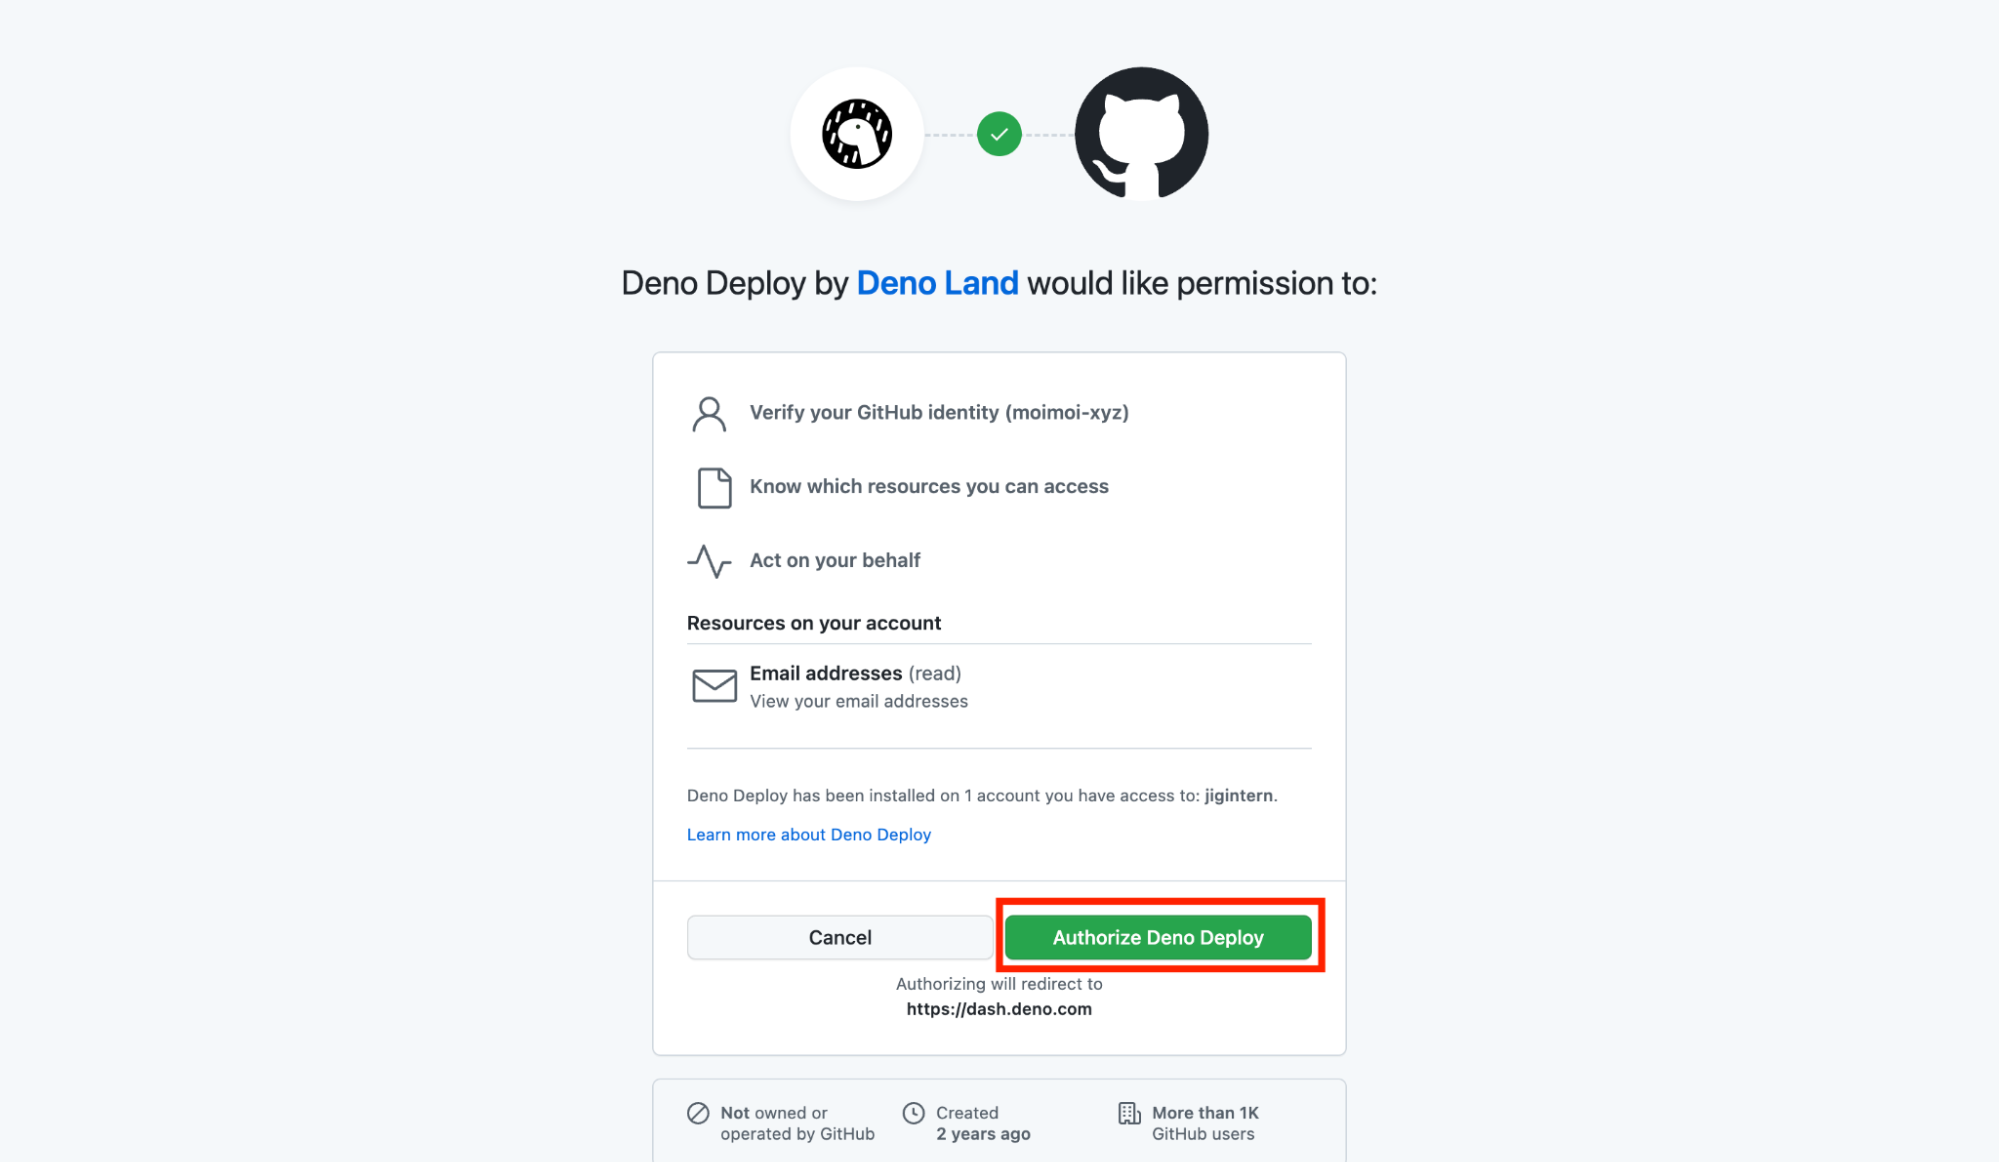 Deno Deploy by Deno Land would like permission to:
Verify your GitHub identity (moimoi-xyz)
Know which resources you can access
Act on your behalf
Resources on your account
Email addresses (read)
View your email addresses
Deno Deploy has been installed on 1 account you have access to: jigintern.
Learn more about Deno Deploy
Cancel
Authorize Deno Deploy
Authorizing will redirect to
https://dash.deno.com
Not owned or
operated by GitHub
Created
2 years ago
More than 1K
GitHub users